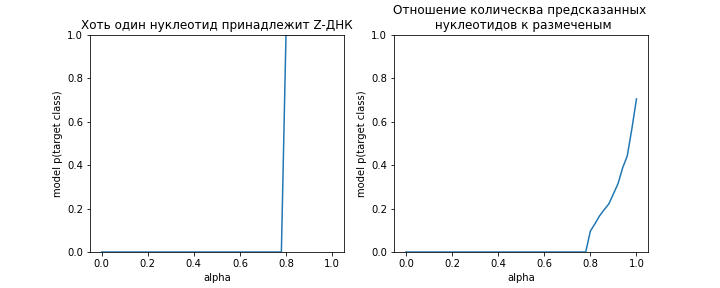 Хоть один нуклеотид принадлежит Z-ДНК
1.0
0.8
0.6
0.4
0.2
0.0
model p(target class)
0.0 0.2 0.4 0.6 0.8 1.0
alpha
Отношение колическва предсказанных
нуклеотидов к размеченым
1.0
0.8
0.6
0.4
0.2
0.0
model p(target class)
0.0 0.2 0.4 0.6 0.8 1.0
alpha